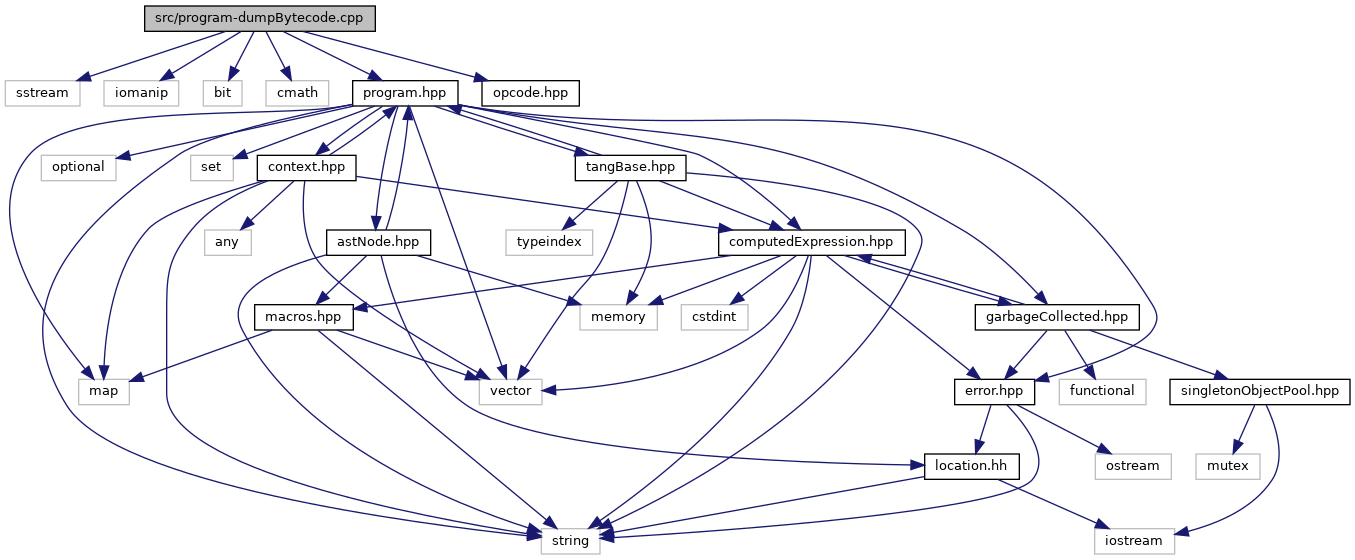 src/program-dumpBytecode.cpp
sstream
iomanip
bit
cmath
program.hpp
opcode.hpp
optional
set
context.hpp
tangBase.hpp
any
astNode.hpp
typeindex
computedExpression.hpp
macros.hpp
memory
cstdint
garbageCollected.hpp
map
vector
error.hpp
functional
singletonObjectPool.hpp
location.hh
ostream
mutex
string
iostream